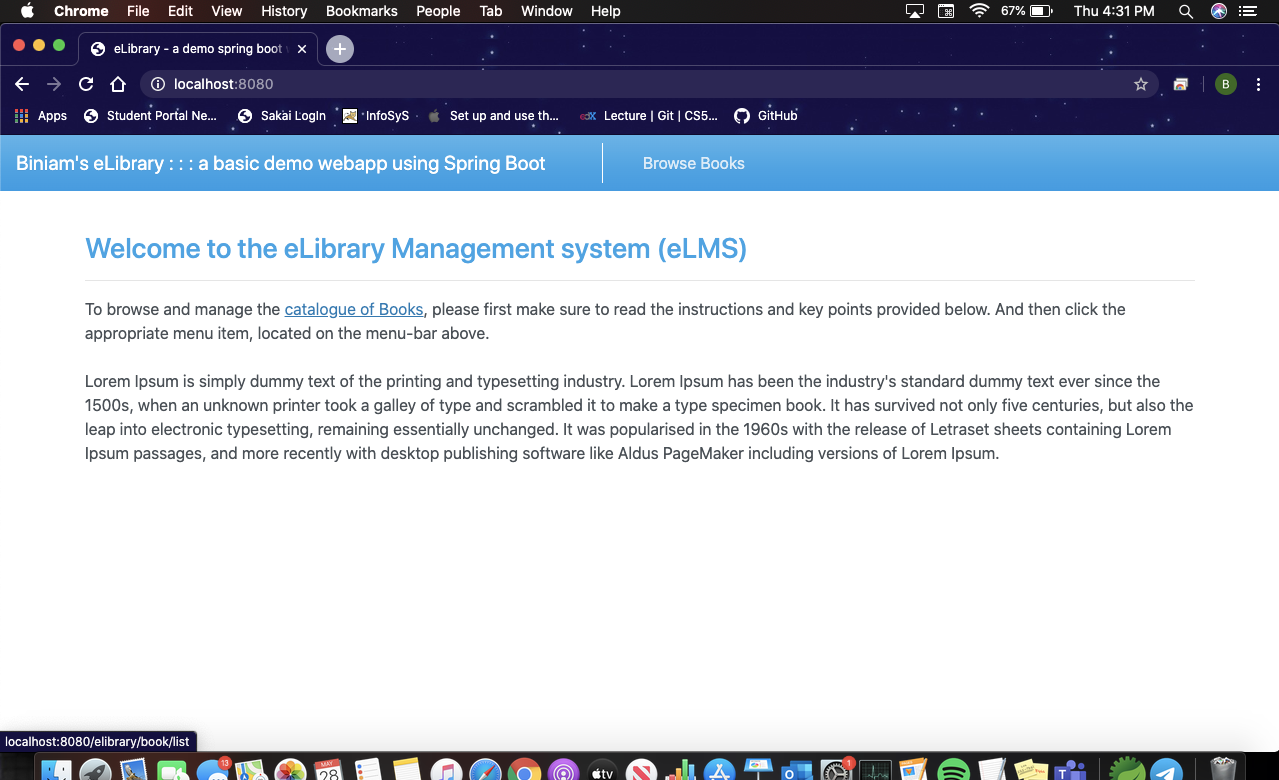 Chrome File Edit View History Bookmarks People Tab Window Help 67% Thu 4:31 PM
eLibrary - a demo spring boot
localhost:8080 B
Apps Student Portal Ne... Sakai LogIn InfoSyS Set up and use th... edX Lecture | Git | CS5... GitHub
Biniam's eLibrary : : : a basic demo webapp using Spring Boot Browse Books
Welcome to the eLibrary Management system (eLMS)
To browse and manage the catalogue of Books, please first make sure to read the instructions and key points provided below. And then click the
appropriate menu item, located on the menu-bar above.
Lorem Ipsum is simply dummy text of the printing and typesetting industry. Lorem Ipsum has been the industry's standard dummy text ever since the
1500s, when an unknown printer took a galley of type and scrambled it to make a type specimen book. It has survived not only five centuries, but also the
leap into electronic typesetting, remaining essentially unchanged. It was popularised in the 1960s with the release of Letraset sheets containing Lorem
Ipsum passages, and more recently with desktop publishing software like Aldus PageMaker including versions of Lorem Ipsum.
localhost:8080/elibrary/book/list
13 MAY 28 tv 1